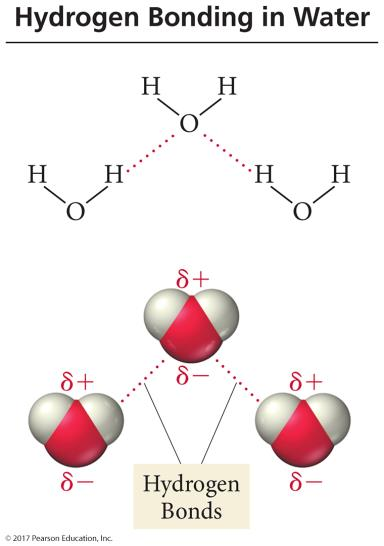 Hydrogen Bonding in Water
H H
O
H H H H
O O
δ+
δ−
δ+ δ+
Hydrogen
Bonds
δ− δ−
© 2017 Pearson Education, Inc.